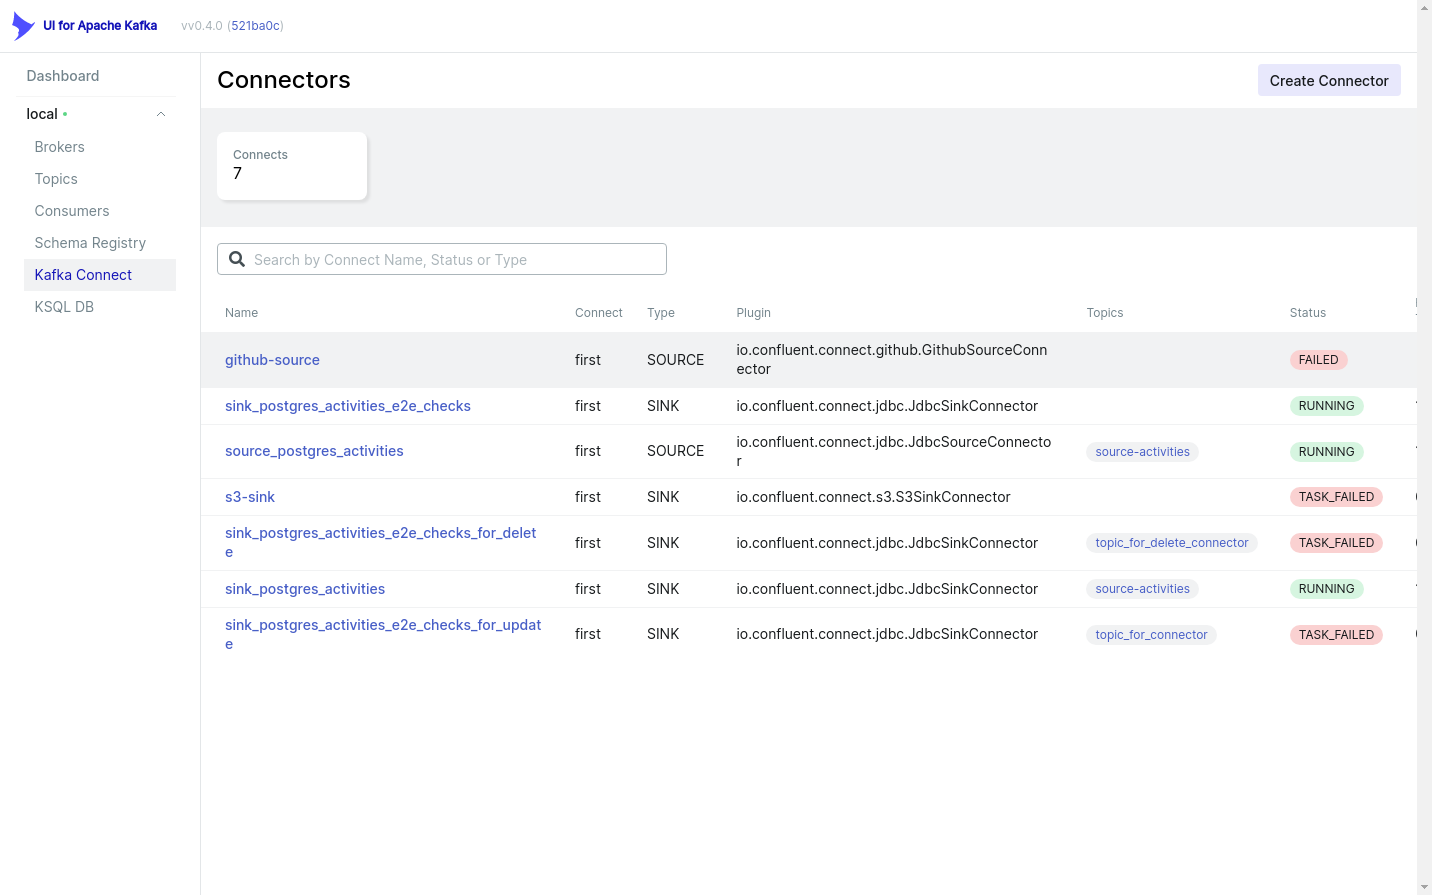 UI for Apache Kafka vv0.4.0 (521ba0c)
Dashboard
local
Brokers
Topics
Consumers
Schema Registry
Kafka Connect
KSQL DB
Connectors
Create Connector
Connects
7
Search by Connect Name, Status or Type
Name Connect Type Plugin Topics Status
github-source first SOURCE io.confluent.connect.github.GithubSourceConn
ector FAILED
sink_postgres_activities_e2e_checks first SINK io.confluent.connect.jdbc.JdbcSinkConnector RUNNING
source_postgres_activities first SOURCE io.confluent.connect.jdbc.JdbcSourceConnecto
r source-activities RUNNING
s3-sink first SINK io.confluent.connect.s3.S3SinkConnector TASK_FAILED
sink_postgres_activities_e2e_checks_for_delet
e first SINK io.confluent.connect.jdbc.JdbcSinkConnector topic_for_delete_connector TASK_FAILED
sink_postgres_activities first SINK io.confluent.connect.jdbc.JdbcSinkConnector source-activities RUNNING
sink_postgres_activities_e2e_checks_for_updat
e first SINK io.confluent.connect.jdbc.JdbcSinkConnector topic_for_connector TASK_FAILED